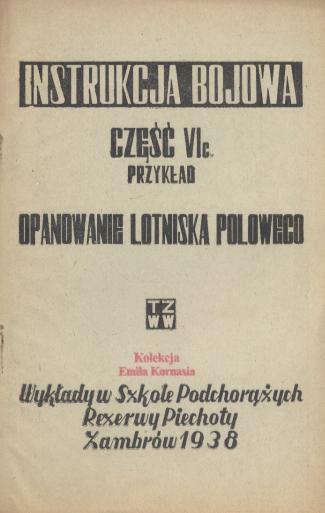 INSTRUKCJA BOJOWA
CZĘŚĆ VIc.
PRZYKŁAD
OPANOWANIE LOTNISKA POLOWEGO
TZ
WW
Kolekcja
Emila Kornasia
Wykłady w Szkole Podchorążych
Rezerwy Piechoty
Zambrów 1938